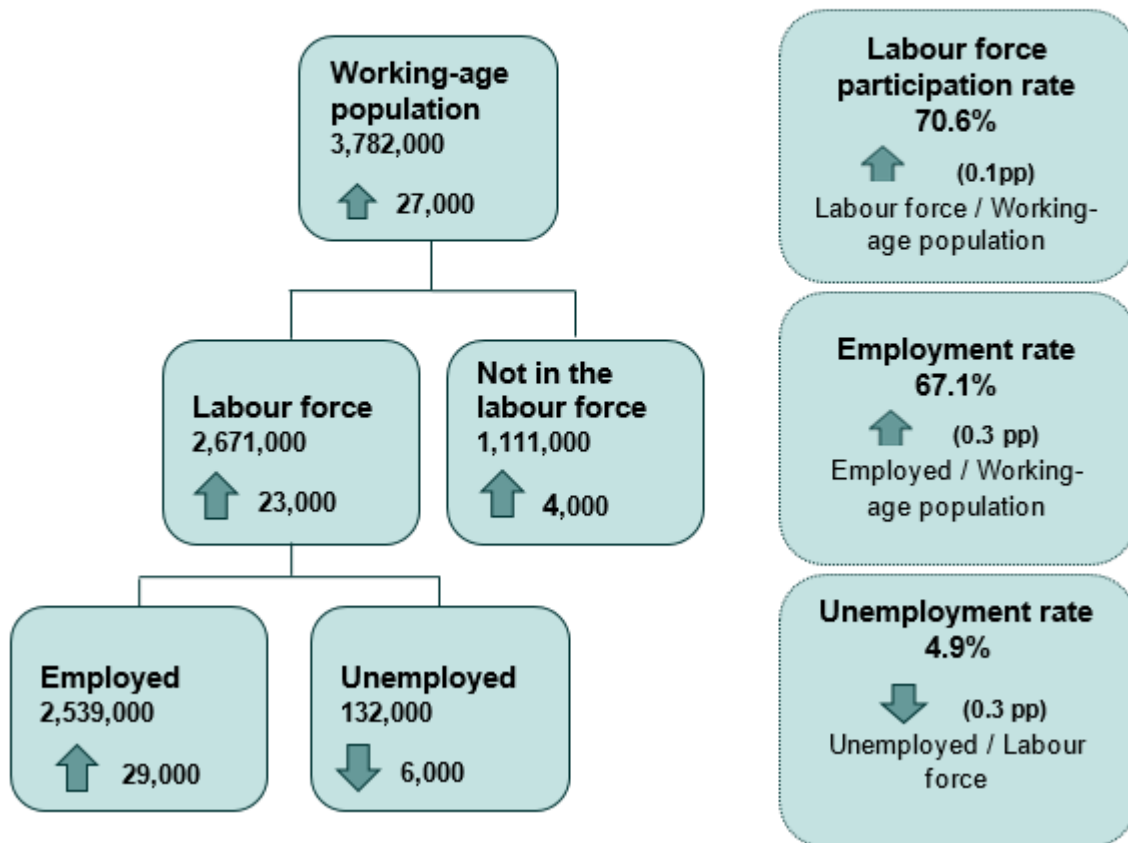 Working-age
population
3,782,000
27,000
Labour force
2,671,000
23,000
Not in the
labour force
1,111,000
4,000
Employed
2,539,000
29,000
Unemployed
132,000
6,000
Labour force
participation rate
70.6%
(0.1pp)
Labour force / Working-
age population
Employment rate
67.1%
(0.3 pp)
Employed / Working-
age population
Unemployment rate
4.9%
(0.3 pp)
Unemployed / Labour
force